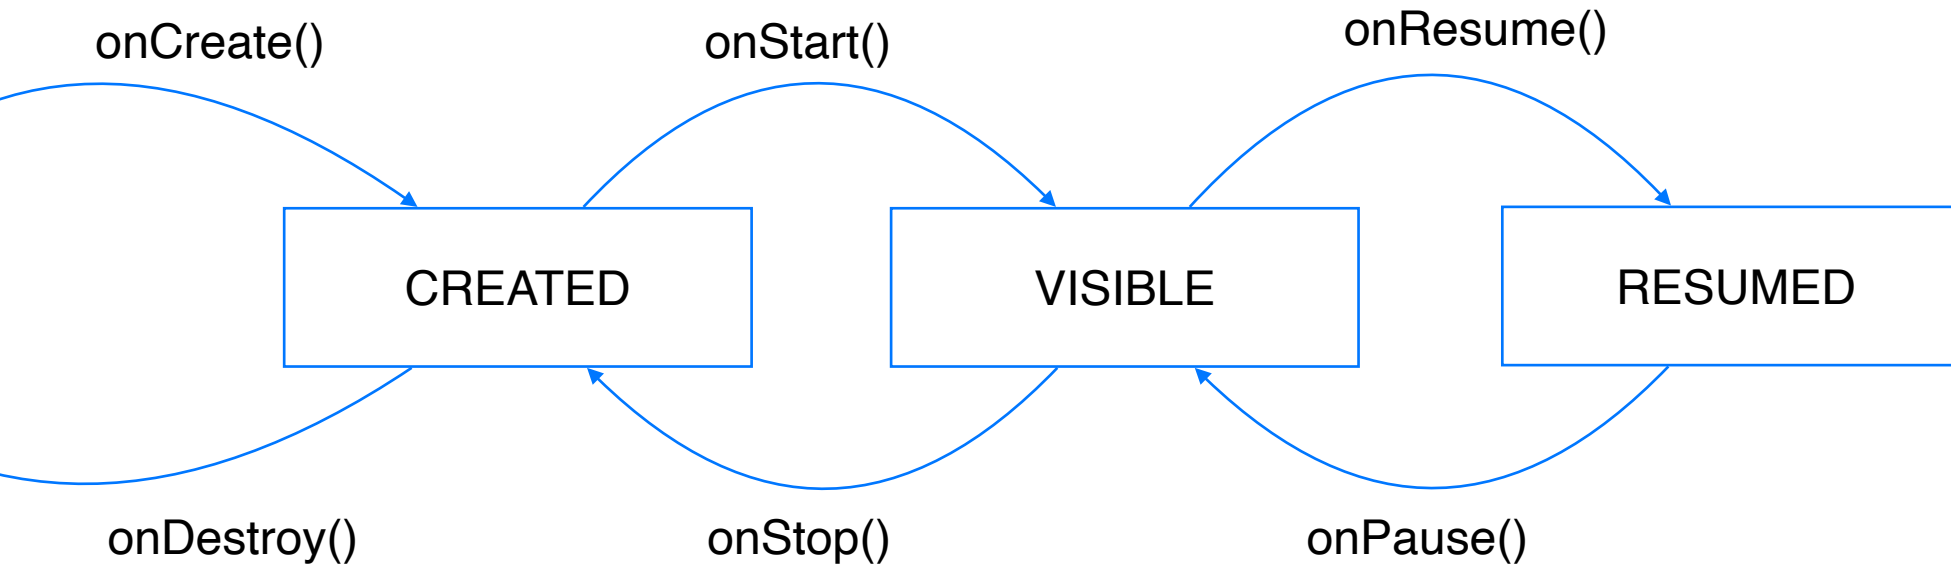 onCreate()
onStart()
onResume()
CREATED
VISIBLE
RESUMED
onDestroy()
onStop()
onPause()